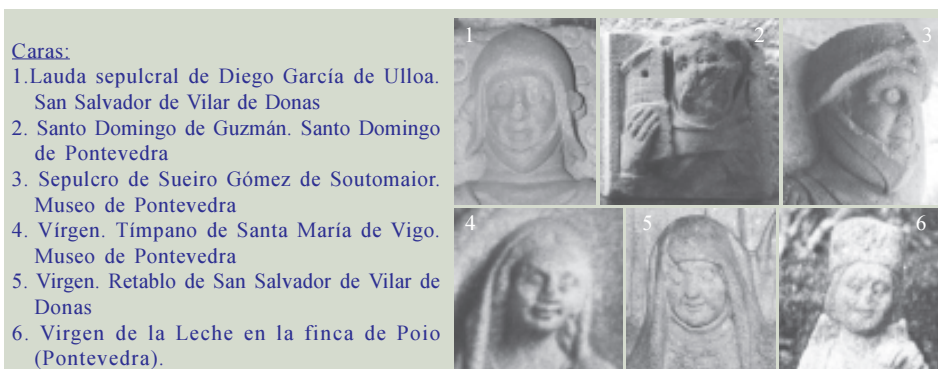 Caras:
1.Lauda sepulcral de Diego García de Ulloa.
San Salvador de Vilar de Donas
2. Santo Domingo de Guzmán. Santo Domingo
de Pontevedra
3. Sepulcro de Sueiro Gómez de Soutomaior.
Museo de Pontevedra
4. Vírgen. Tímpano de Santa María de Vigo.
Museo de Pontevedra
5. Virgen. Retablo de San Salvador de Vilar de
Donas
6. Virgen de la Leche en la finca de Poio
(Pontevedra).
1
2
3
4
5
6